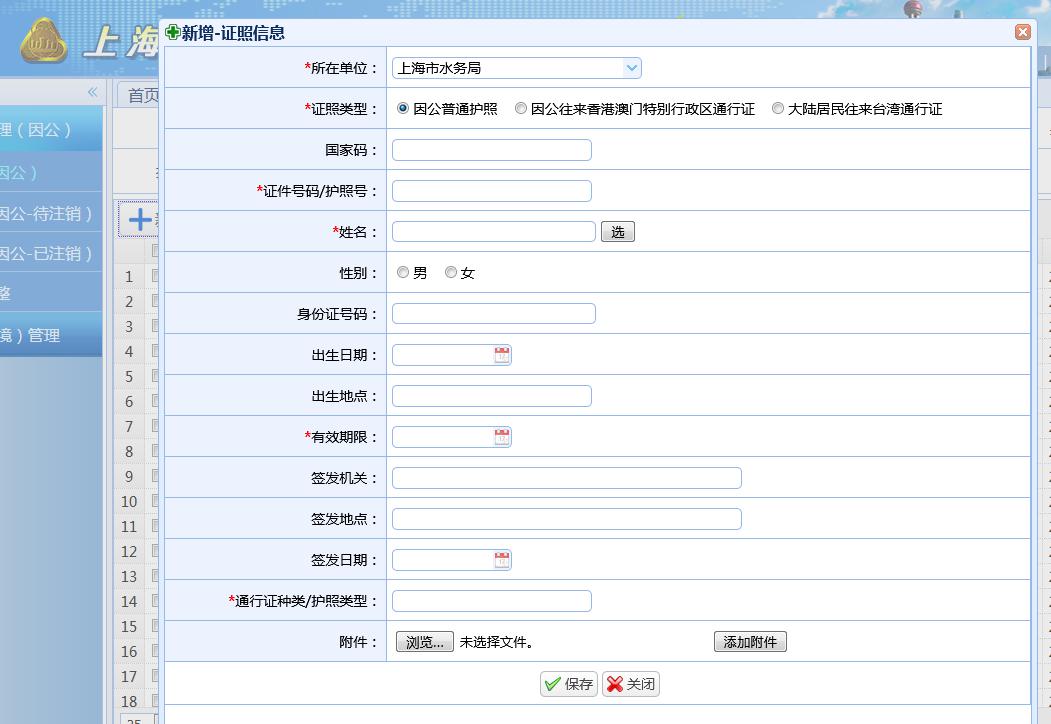 上海
新增-证照信息
*所在单位： 上海市水务局
*证照类型： 因公普通护照 因公往来香港澳门特别行政区通行证 大陆居民往来台湾通行证
国家码：
*证件号码/护照号：
*姓名： 选
性别： 男 女
身份证号码：
出生日期：
出生地点：
*有效期限：
签发机关：
签发地点：
签发日期：
*通行证种类/护照类型：
附件： 浏览... 未选择文件。 添加附件
保存 关闭
«
首页
理（因公）
因公）
因公-待注销）
因公-已注销）
整
境）管理
1
2
3
4
5
6
7
8
9
10
11
12
13
14
15
16
17
18
25